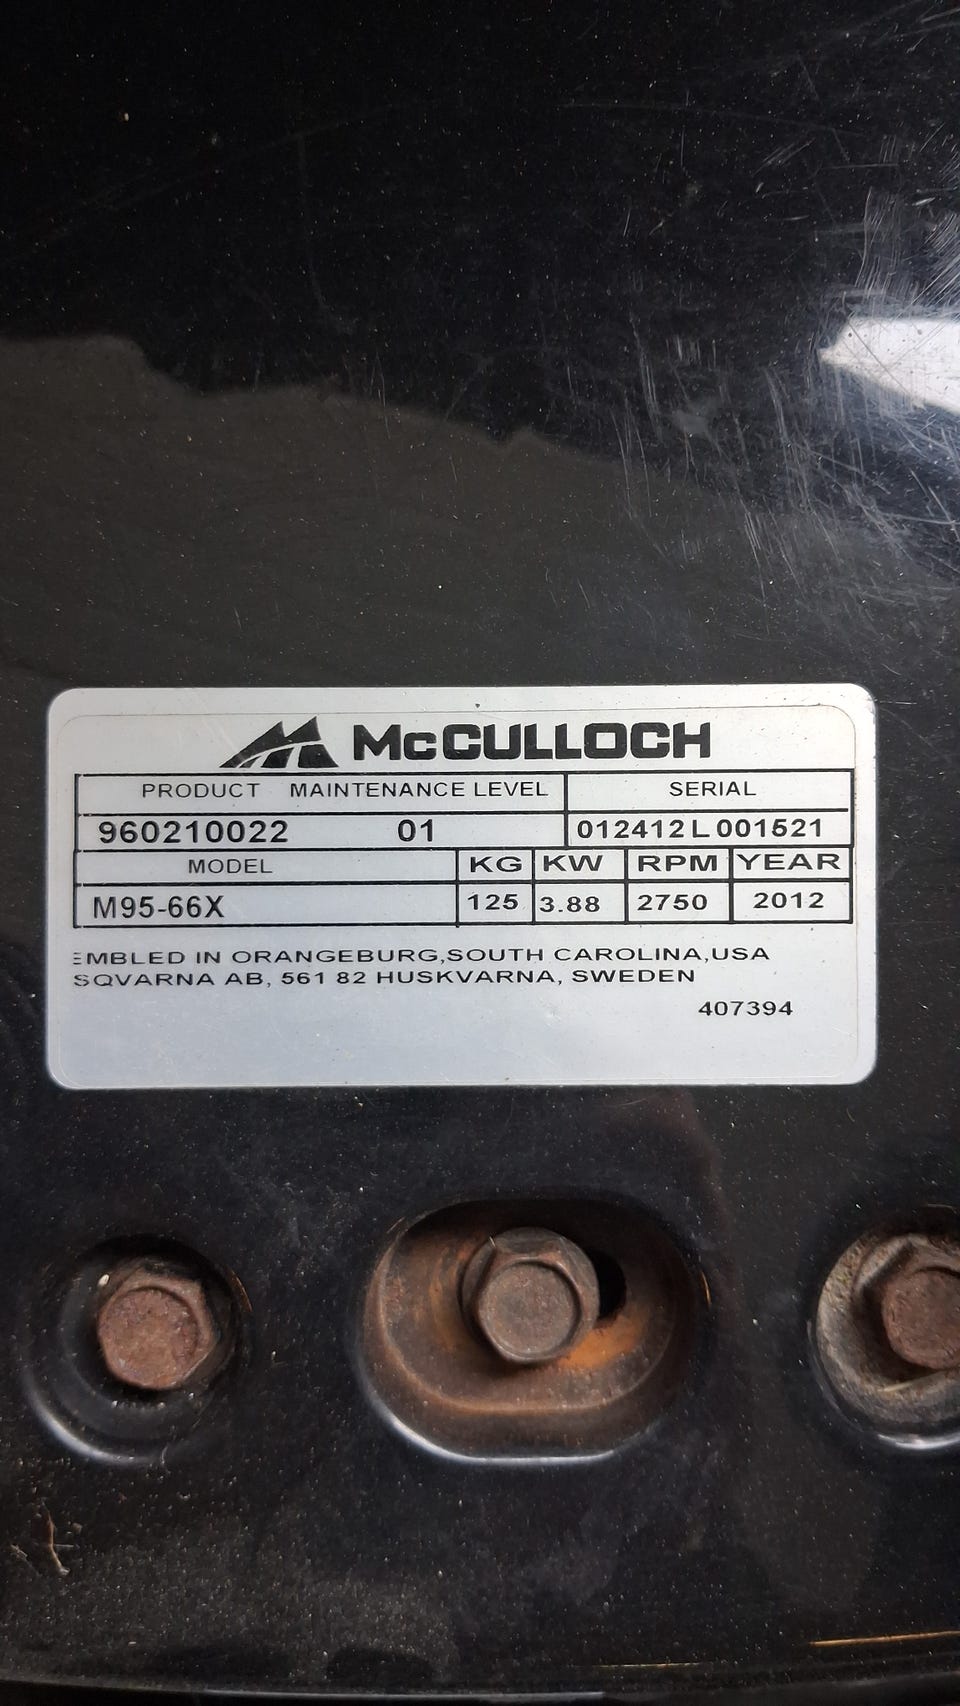 McCULLOCH
PRODUCT MAINTENANCE LEVEL SERIAL
960210022 01 012412 L 001521
MODEL KG KW RPM YEAR
M95-66X 125 3.88 2750 2012
EMBLED IN ORANGEBURG,SOUTH CAROLINA,USA
SQVARNA AB, 561 82 HUSKVARNA, SWEDEN
407394